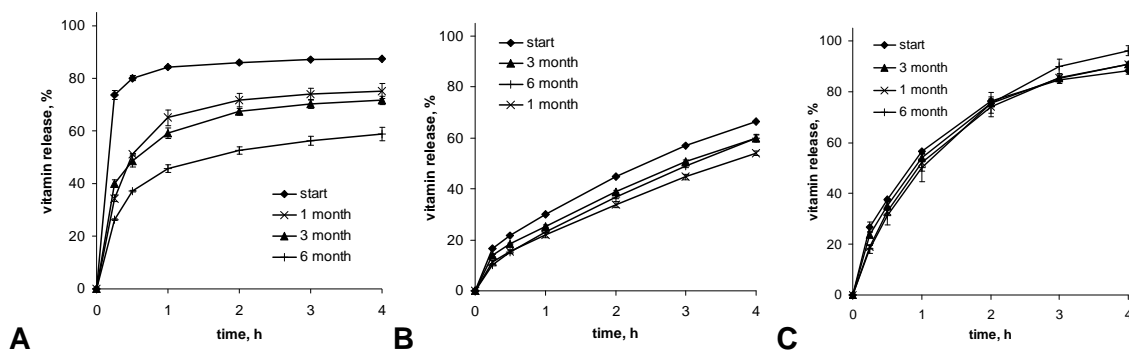 100
80
60
40
20
0
vitamin release, %
0 1 2 3 4
time, h
start
1 month
3 month
6 month
A
100
80
60
40
20
0
vitamin release, %
0 1 2 3 4
time, h
start
3 month
6 month
1 month
B
100
80
60
40
20
0
vitamin release, %
0 1 2 3 4
time, h
start
3 month
1 month
6 month
C